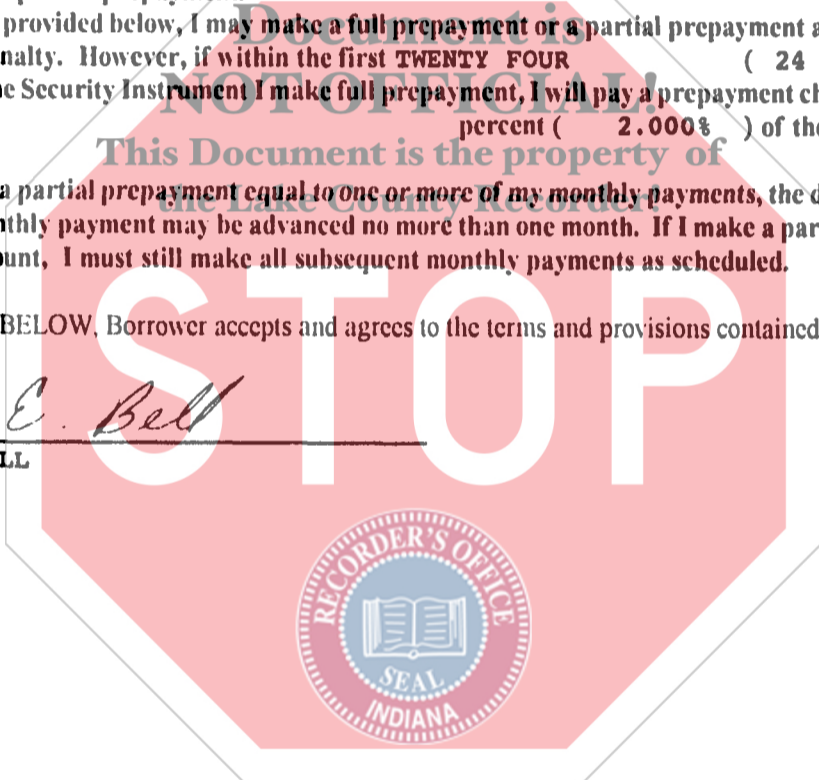 provided below, I may make a full prepayment or a partial prepayment a
Document is
nalty. However, if within the first TWENTY FOUR ( 24
NOT OFFICIAL!
e Security Instrument I make full prepayment, I will pay a prepayment ch
percent ( 2.000% ) of the
This Document is the property of
a partial prepayment equal to one or more of my monthly payments, the d
the Lake County Recorder!
nthly payment may be advanced no more than one month. If I make a par
unt, I must still make all subsequent monthly payments as scheduled.
STOP
BELOW, Borrower accepts and agrees to the terms and provisions contained
E. Bell
LL
RECORDER'S OFFICE
SEAL
INDIANA